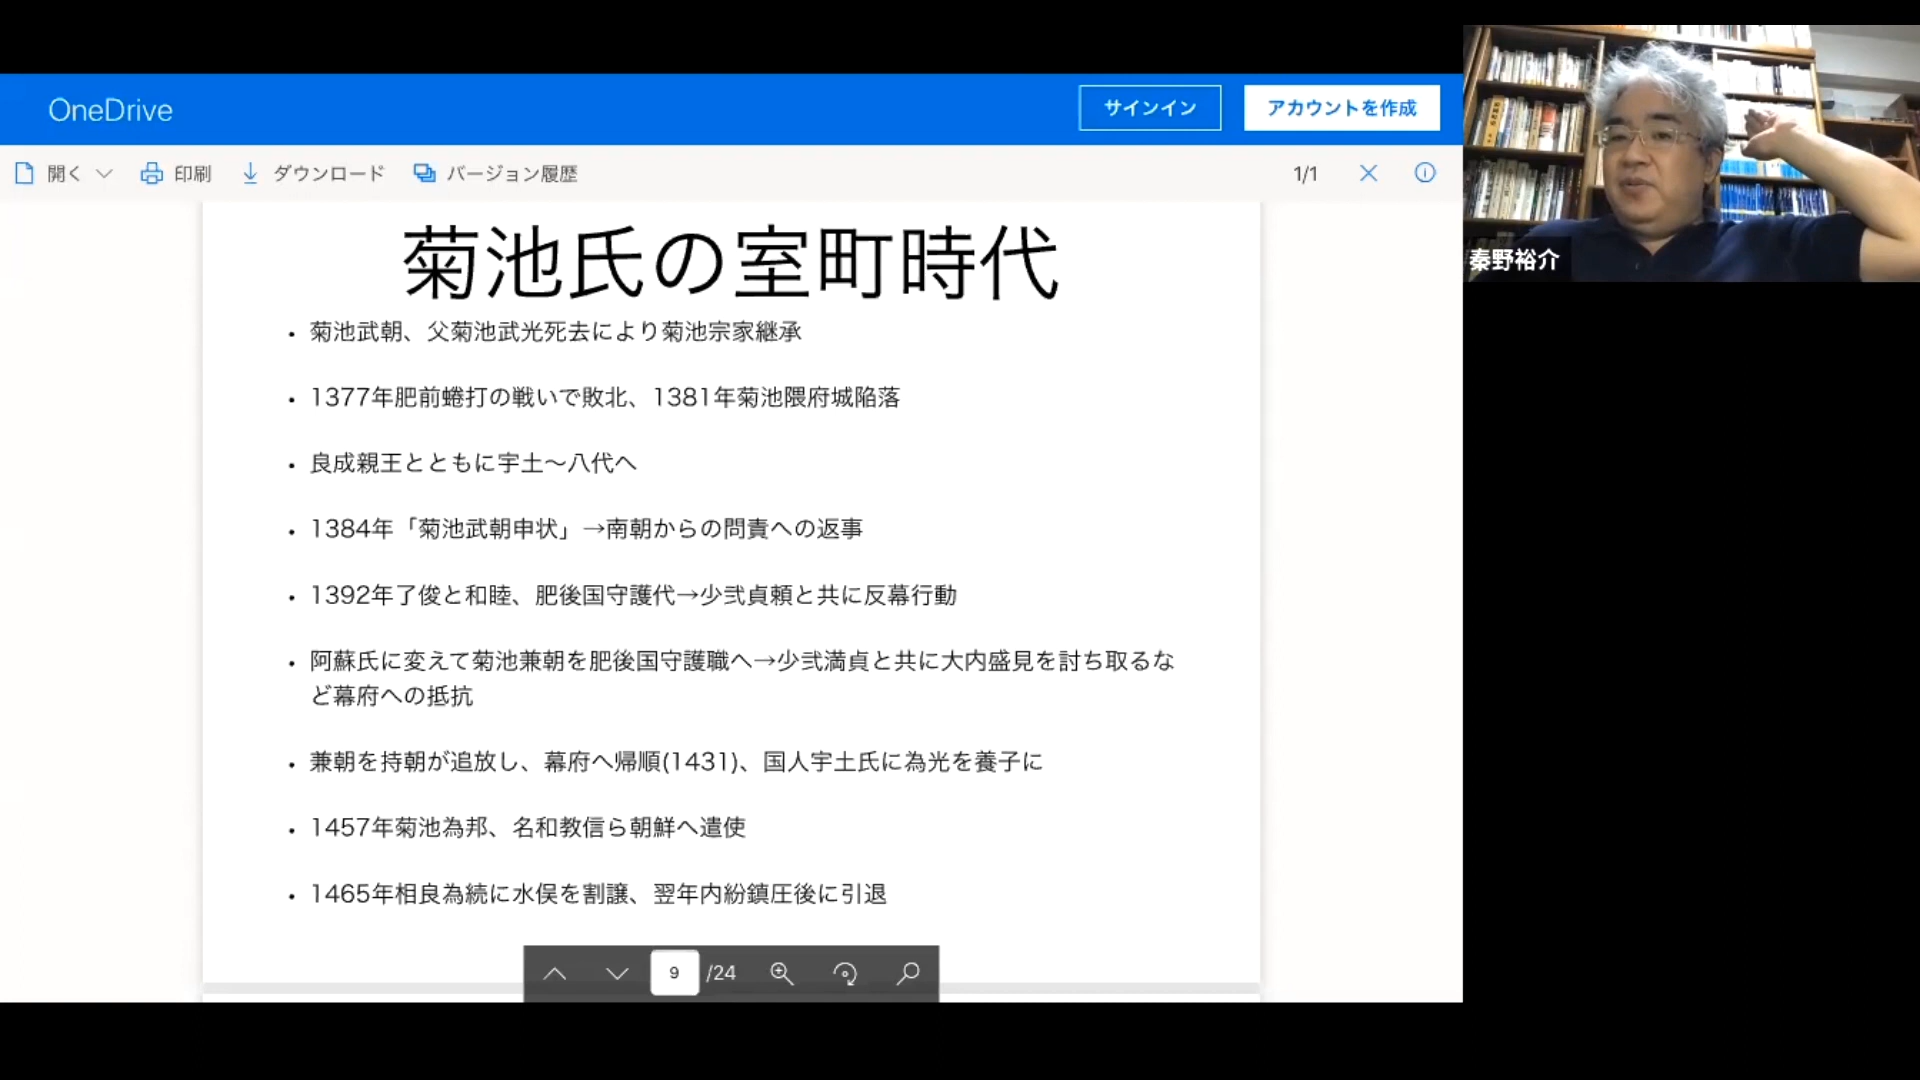 OneDrive
サインイン
アカウントを作成
開く
印刷
ダウンロード
バージョン履歴
1/1
秦野裕介
菊池氏の室町時代
• 菊池武朝、父菊池武光死去により菊池宗家継承
• 1377年肥前蜷打の戦いで敗北、1381年菊池隈府城陥落
• 良成親王とともに宇土〜八代へ
• 1384年「菊池武朝申状」→南朝からの問責への返事
• 1392年了俊と和睦、肥後国守護代→少弐貞頼と共に反幕行動
• 阿蘇氏に変えて菊池兼朝を肥後国守護職へ→少弐満貞と共に大内盛見を討ち取るな
ど幕府への抵抗
• 兼朝を持朝が追放し、幕府へ帰順(1431)、国人宇土氏に為光を養子に
• 1457年菊池為邦、名和教信ら朝鮮へ遣使
• 1465年相良為続に水俣を割譲、翌年内紛鎮圧後に引退
9 /24